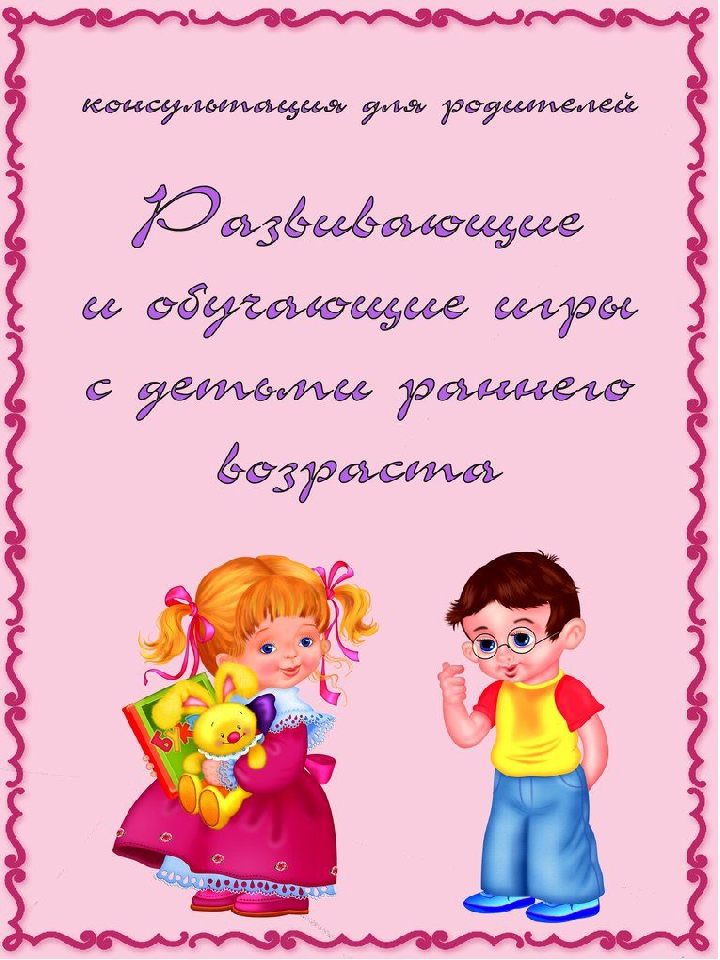 консультация для родителей
Развивающие
и обучающие игры
с детьми раннего
возраста